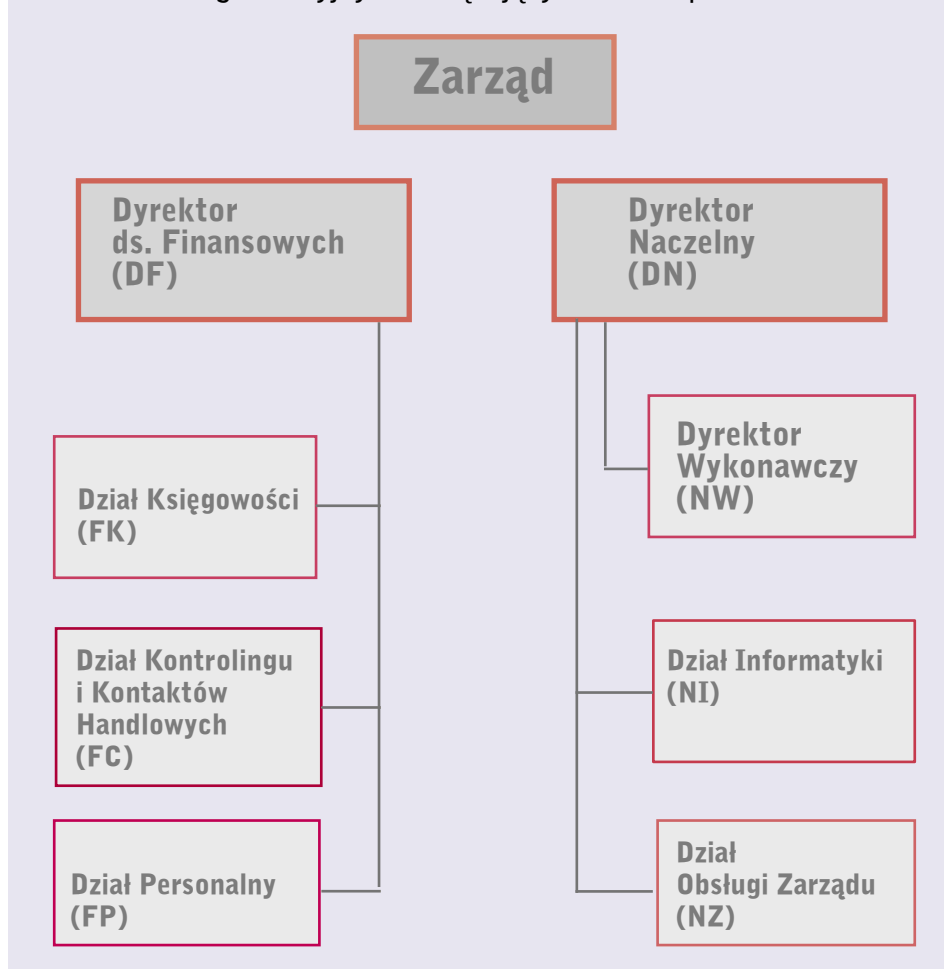 Zarząd
Dyrektor
ds. Finansowych
(DF)
Dyrektor
Naczelny
(DN)
Dział Księgowości
(FK)
Dyrektor
Wykonawczy
(NW)
Dział Kontrolingu
i Kontaktów
Handlowych
(FC)
Dział Informatyki
(NI)
Dział Personalny
(FP)
Dział
Obsługi Zarządu
(NZ)